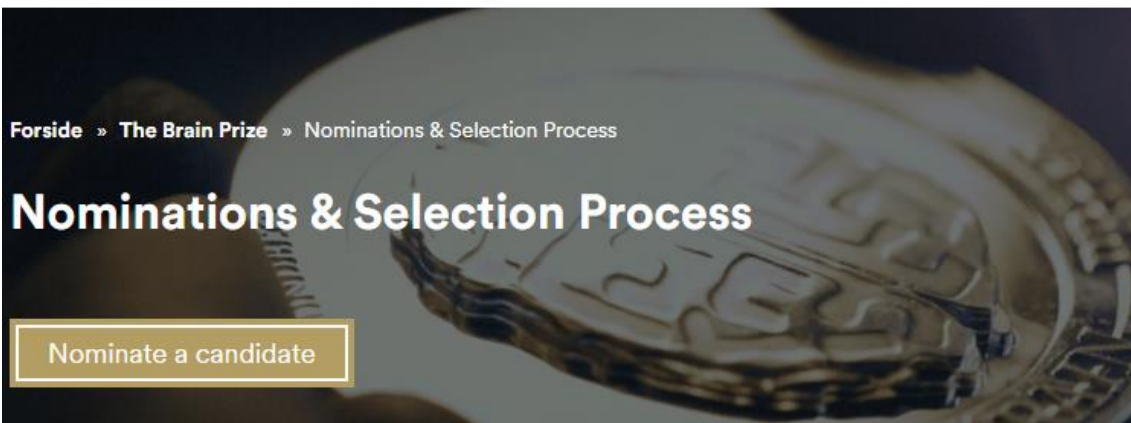 Forside » The Brain Prize » Nominations & Selection Process
Nominations & Selection Process
Nominate a candidate